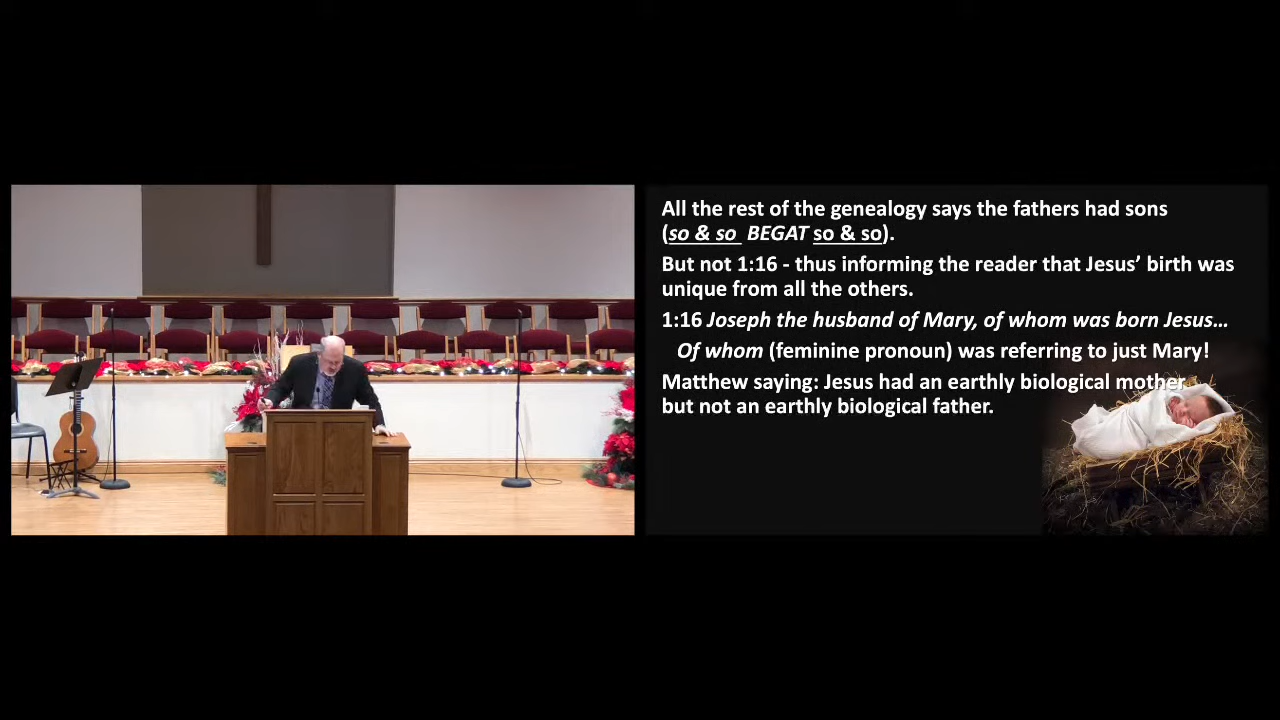 All the rest of the genealogy says the fathers had sons
(so & so BEGAT so & so).
But not 1:16 - thus informing the reader that Jesus’ birth was
unique from all the others.
1:16 Joseph the husband of Mary, of whom was born Jesus…
Of whom (feminine pronoun) was referring to just Mary!
Matthew saying: Jesus had an earthly biological mother
but not an earthly biological father.